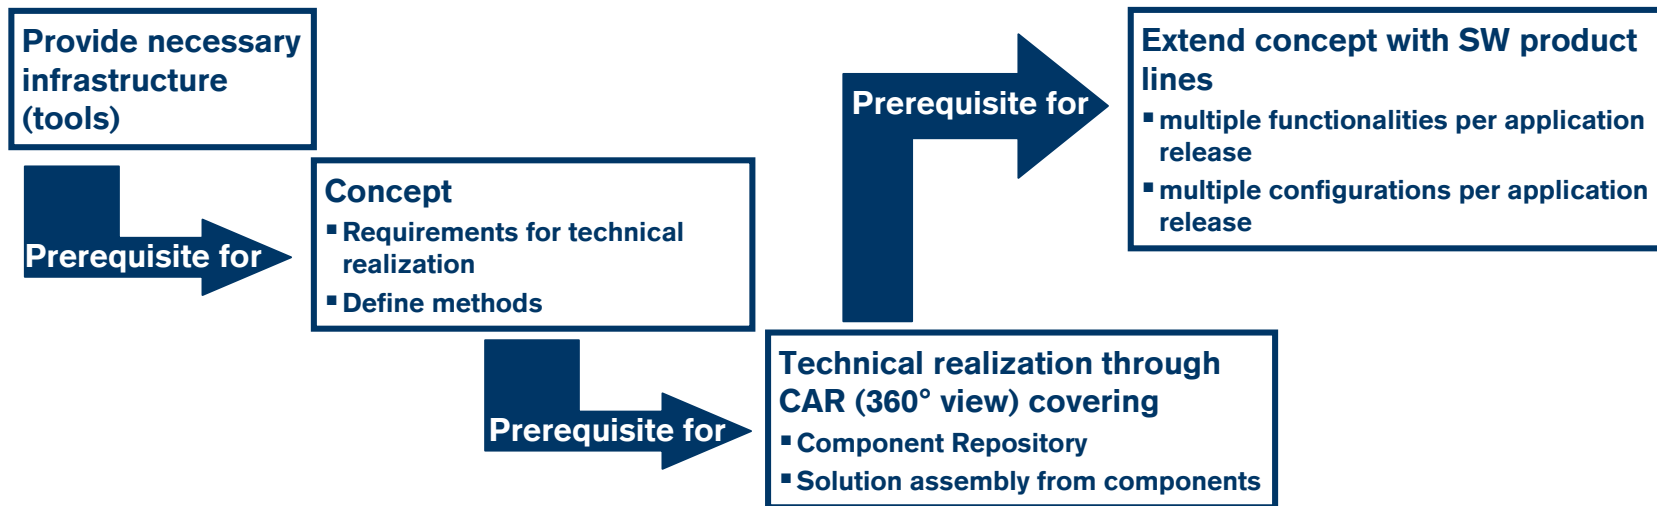 Provide necessary
infrastructure
(tools)
Prerequisite for
Concept
▪ Requirements for technical
realization
▪ Define methods
Prerequisite for
Technical realization through
CAR (360° view) covering
▪ Component Repository
▪ Solution assembly from components
Prerequisite for
Extend concept with SW product
lines
▪ multiple functionalities per application
release
▪ multiple configurations per application
release